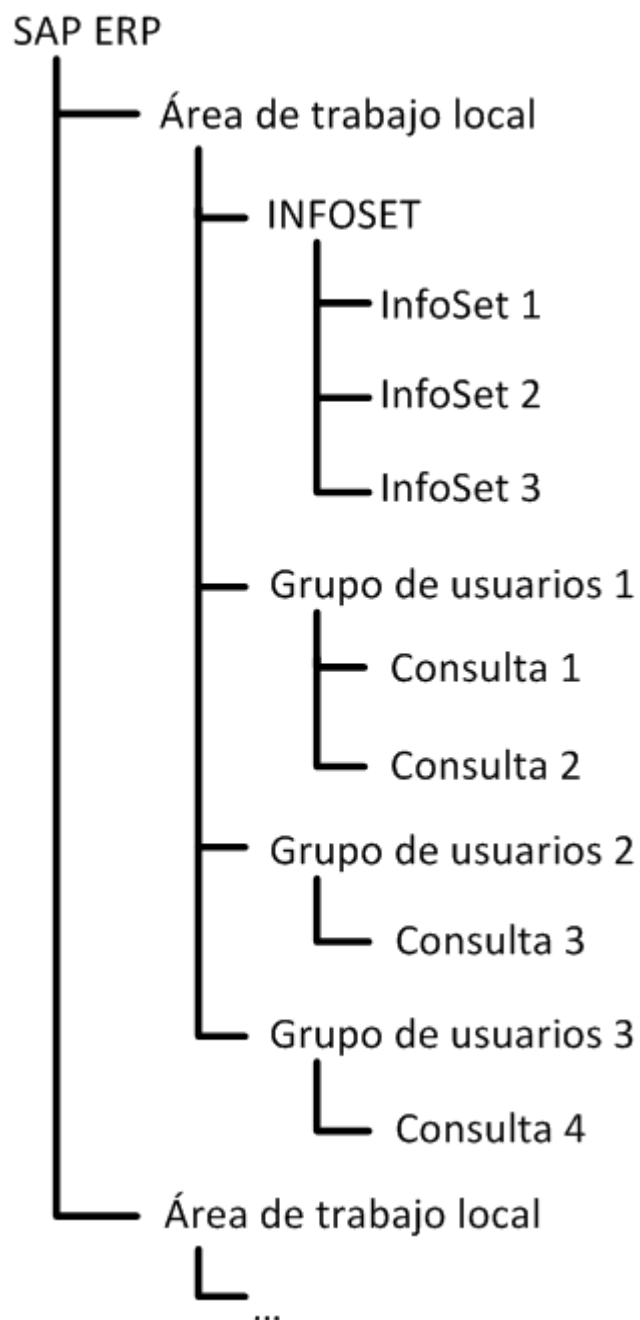 SAP ERP
Área de trabajo local
INFOSET
InfoSet 1
InfoSet 2
InfoSet 3
Grupo de usuarios 1
Consulta 1
Consulta 2
Grupo de usuarios 2
Consulta 3
Grupo de usuarios 3
Consulta 4
Área de trabajo local
...